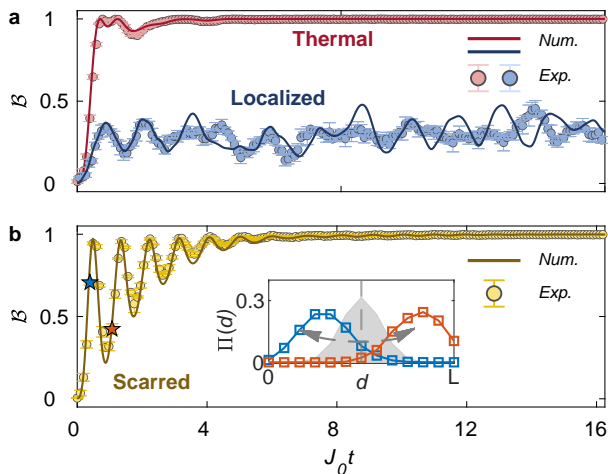 a
1
0.5
0
ℬ
Thermal
Localized
Num.
Exp.
b
1
0.5
0
ℬ
Scarred
Num.
Exp.
0.3
0
Π(d)
0
d
L
0
4
8
12
16
J₀t